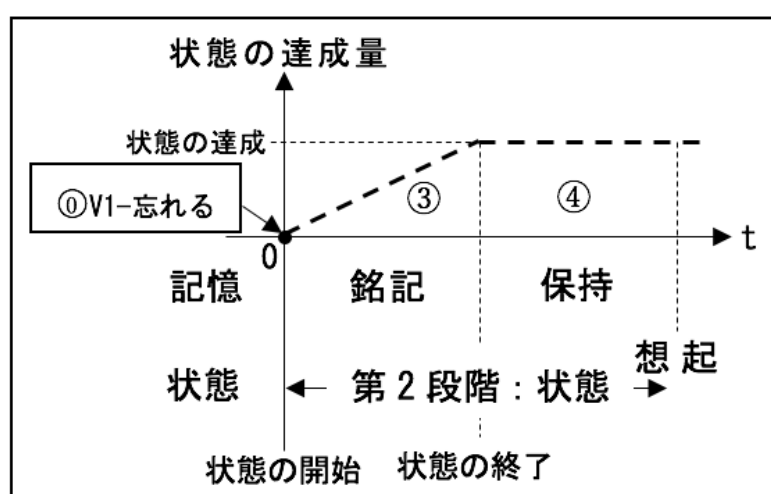 状態の達成量
状態の達成
⓪V1-忘れる
③
④
0
t
記憶
銘記
保持
想起
状態
第2段階:状態
状態の開始
状態の終了